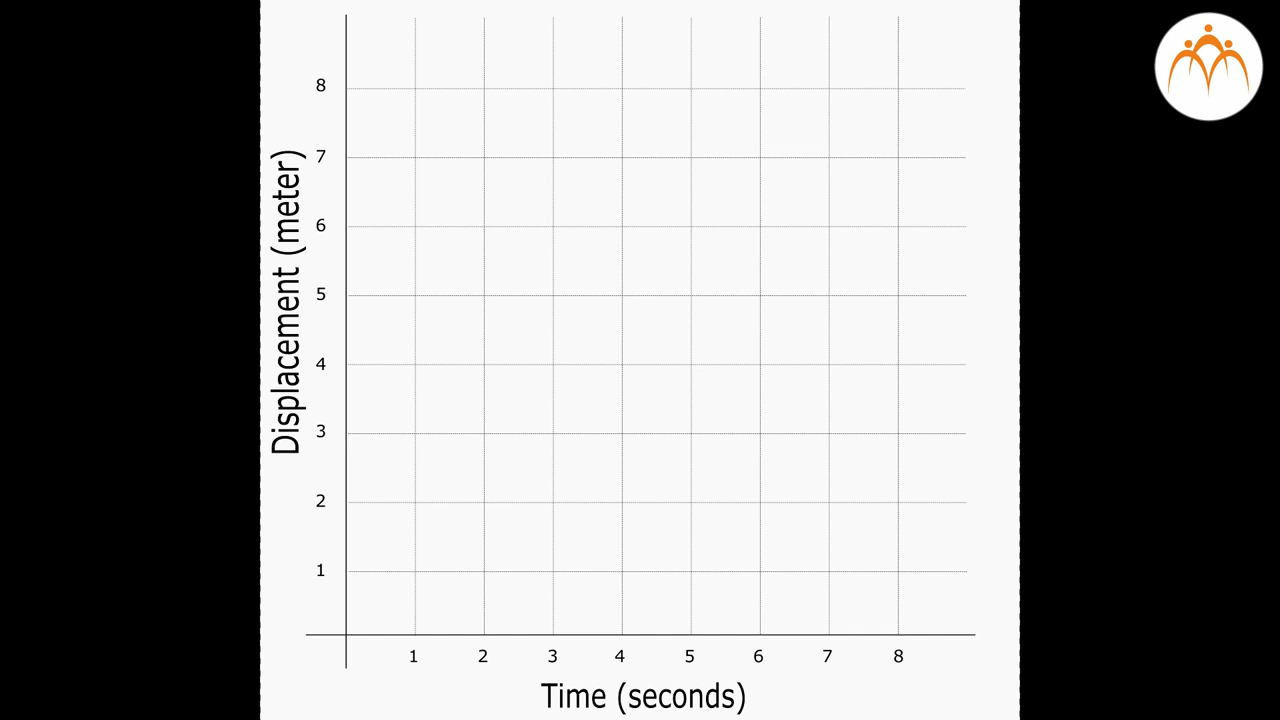 Displacement (meter)
8
7
6
5
4
3
2
1
1 2 3 4 5 6 7 8
Time (seconds)